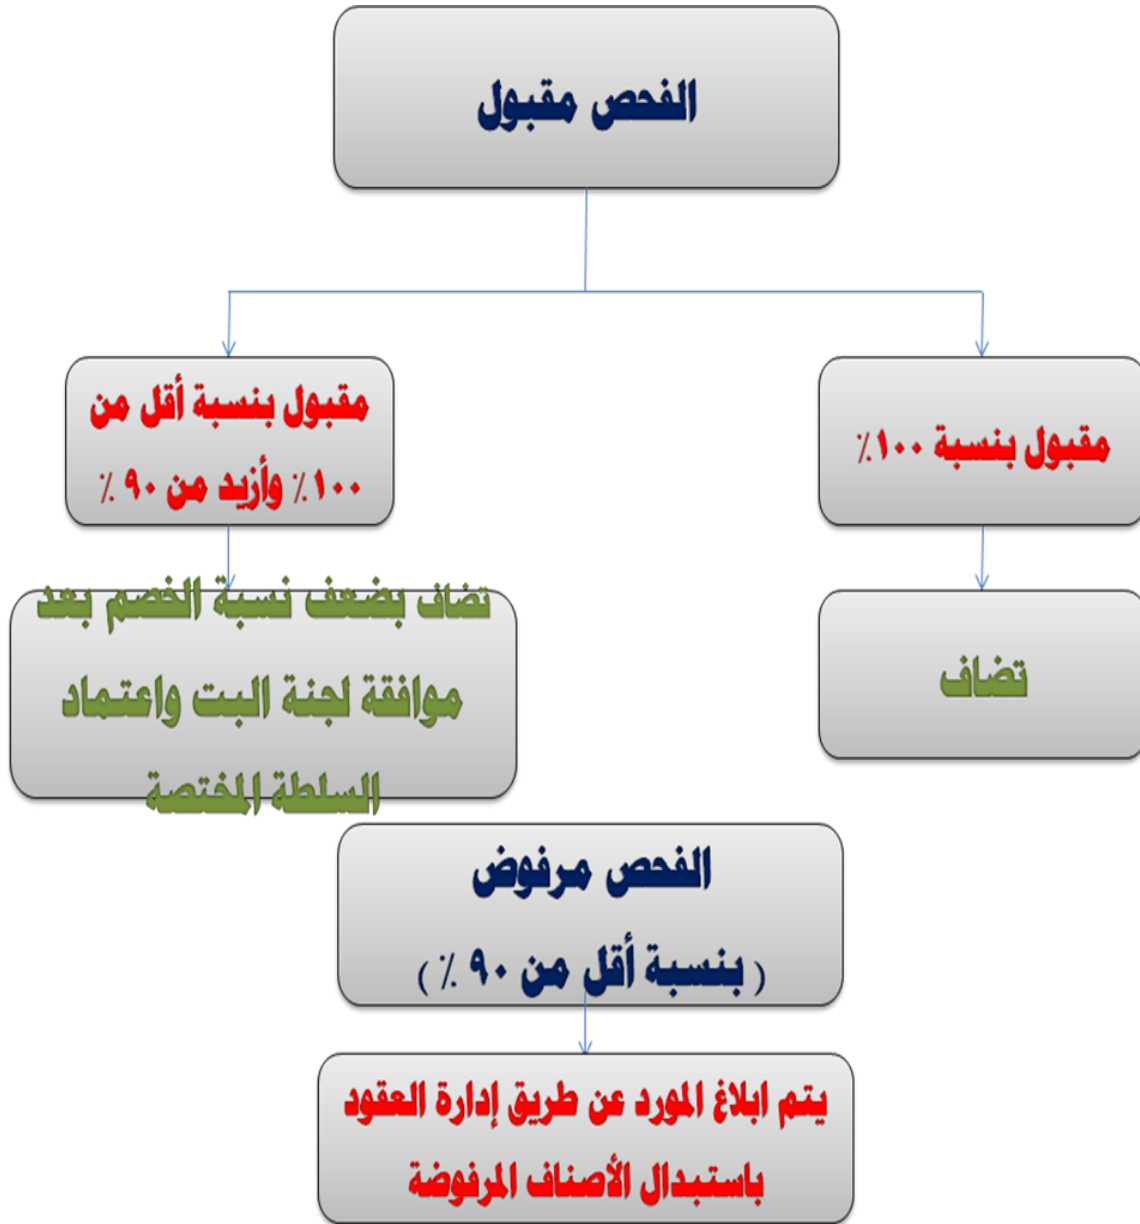 الفحص مقبول
مقبول بنسبة ١٠٠٪
تضاف
مقبول بنسبة أقل من
١٠٠٪ وأزيد من ٩٠ ٪
تضاف بضعف نسبة الخصم بعد
موافقة لجنة البت واعتماد
السلطة المختصة
الفحص مرفوض
( بنسبة أقل من ٩٠ ٪ )
يتم ابلاغ المورد عن طريق إدارة العقود
باستبدال الأصناف المرفوضة